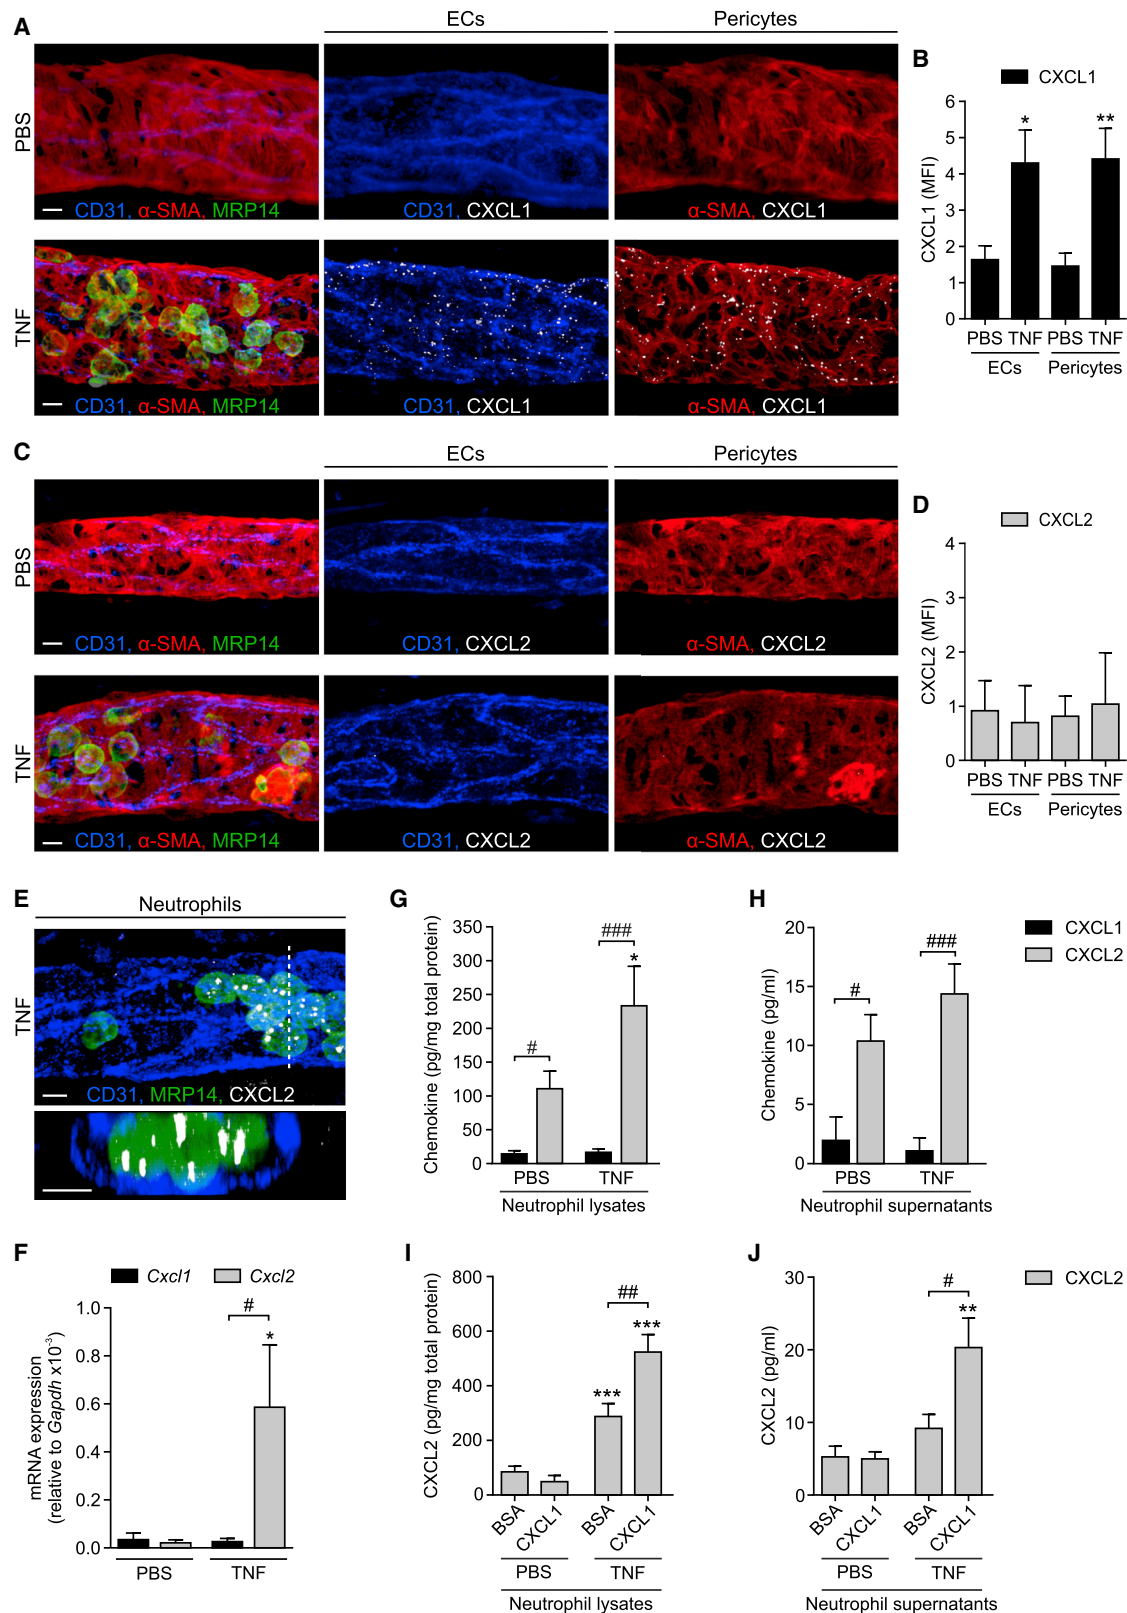 A
ECs
Pericytes
PBS
CD31, α-SMA, MRP14
CD31, CXCL1
α-SMA, CXCL1
TNF
CD31, α-SMA, MRP14
CD31, CXCL1
α-SMA, CXCL1
B
CXCL1
CXCL1 (MFI)
6
5
4
3
2
1
0
*
**
PBS TNF PBS TNF
ECs Pericytes
C
ECs
Pericytes
PBS
CD31, α-SMA, MRP14
CD31, CXCL2
α-SMA, CXCL2
TNF
CD31, α-SMA, MRP14
CD31, CXCL2
α-SMA, CXCL2
D
CXCL2
CXCL2 (MFI)
4
3
2
1
0
PBS TNF PBS TNF
ECs Pericytes
E
Neutrophils
TNF
CD31, MRP14, CXCL2
F
Cxcl1 Cxcl2
mRNA expression
(relative to Gapdh x10-3)
1.0
0.8
0.6
0.4
0.2
0.0
#
*
PBS TNF
G
Chemokine (pg/mg total protein)
350
300
250
200
150
100
50
0
#
###
*
PBS TNF
Neutrophil lysates
H
CXCL1
CXCL2
Chemokine (pg/ml)
20
15
10
5
0
#
###
PBS TNF
Neutrophil supernatants
I
CXCL2 (pg/mg total protein)
800
600
400
200
0
##
***
***
BSA CXCL1 BSA CXCL1
PBS TNF
Neutrophil lysates
J
CXCL2
CXCL2 (pg/ml)
30
20
10
0
#
**
BSA CXCL1 BSA CXCL1
PBS TNF
Neutrophil supernatants